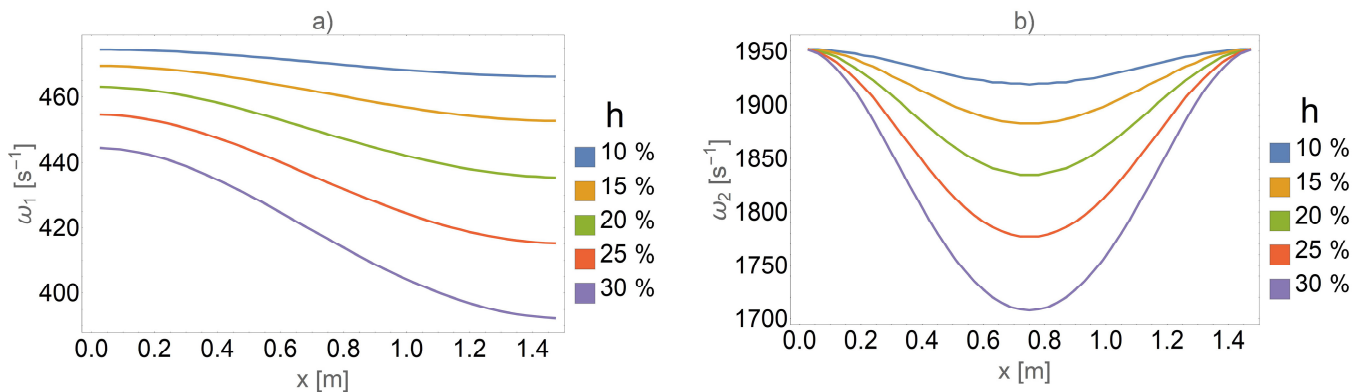 a)
ω₁ [s⁻¹]
460
440
420
400
0.0 0.2 0.4 0.6 0.8 1.0 1.2 1.4
x [m]
h
10 %
15 %
20 %
25 %
30 %
b)
ω₂ [s⁻¹]
1950
1900
1850
1800
1750
1700
0.0 0.2 0.4 0.6 0.8 1.0 1.2 1.4
x [m]
h
10 %
15 %
20 %
25 %
30 %